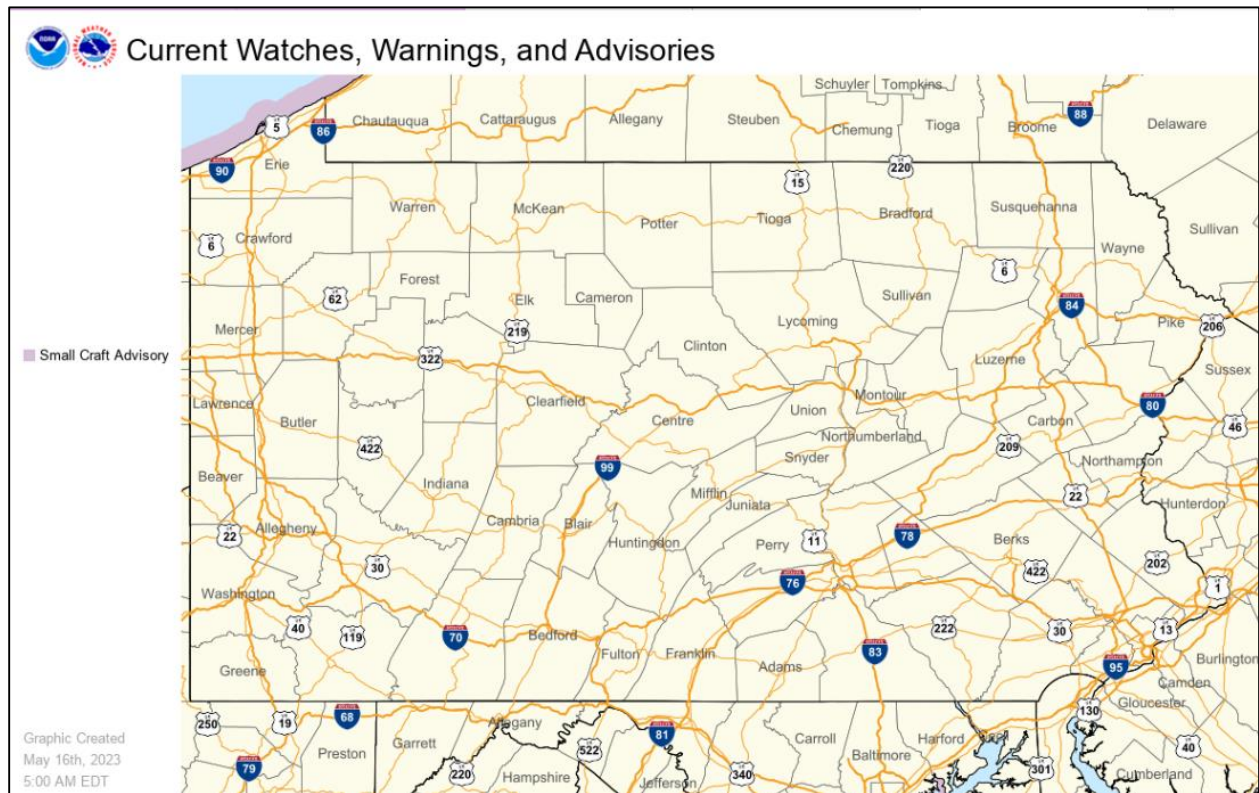 NOAA
Current Watches, Warnings, and Advisories
Schuyler
Tompkins
5
86
Chautauqua
Cattaraugus
Allegany
Steuben
Chemung
Tioga
Broome
88
Delaware
90
Erie
15
220
Warren
McKean
Potter
Tioga
Bradford
Susquehanna
6
Crawford
Wayne
Sullivan
Forest
62
Elk
Cameron
Sullivan
6
84
Mercer
219
Lycoming
Pike
206
Small Craft Advisory
322
Clinton
Luzerne
Sussex
Lawrence
Butler
Clearfield
Centre
Union
Montour
Carbon
80
46
422
Northumberland
209
Beaver
99
Snyder
Northampton
Indiana
Mifflin
Juniata
22
Hunterdon
22
Allegheny
Cambria
Blair
Huntingdon
Perry
11
78
Berks
30
76
422
202
1
Washington
40
119
70
Bedford
222
30
13
Greene
Fulton
Franklin
Adams
83
95
Burlington
Camden
250
19
68
Allegany
81
130
Gloucester
Graphic Created
May 16th, 2023
5:00 AM EDT
79
Preston
Garrett
220
Hampshire
522
Jefferson
340
Carroll
Baltimore
Harford
Cecil
301
40
Cumberland